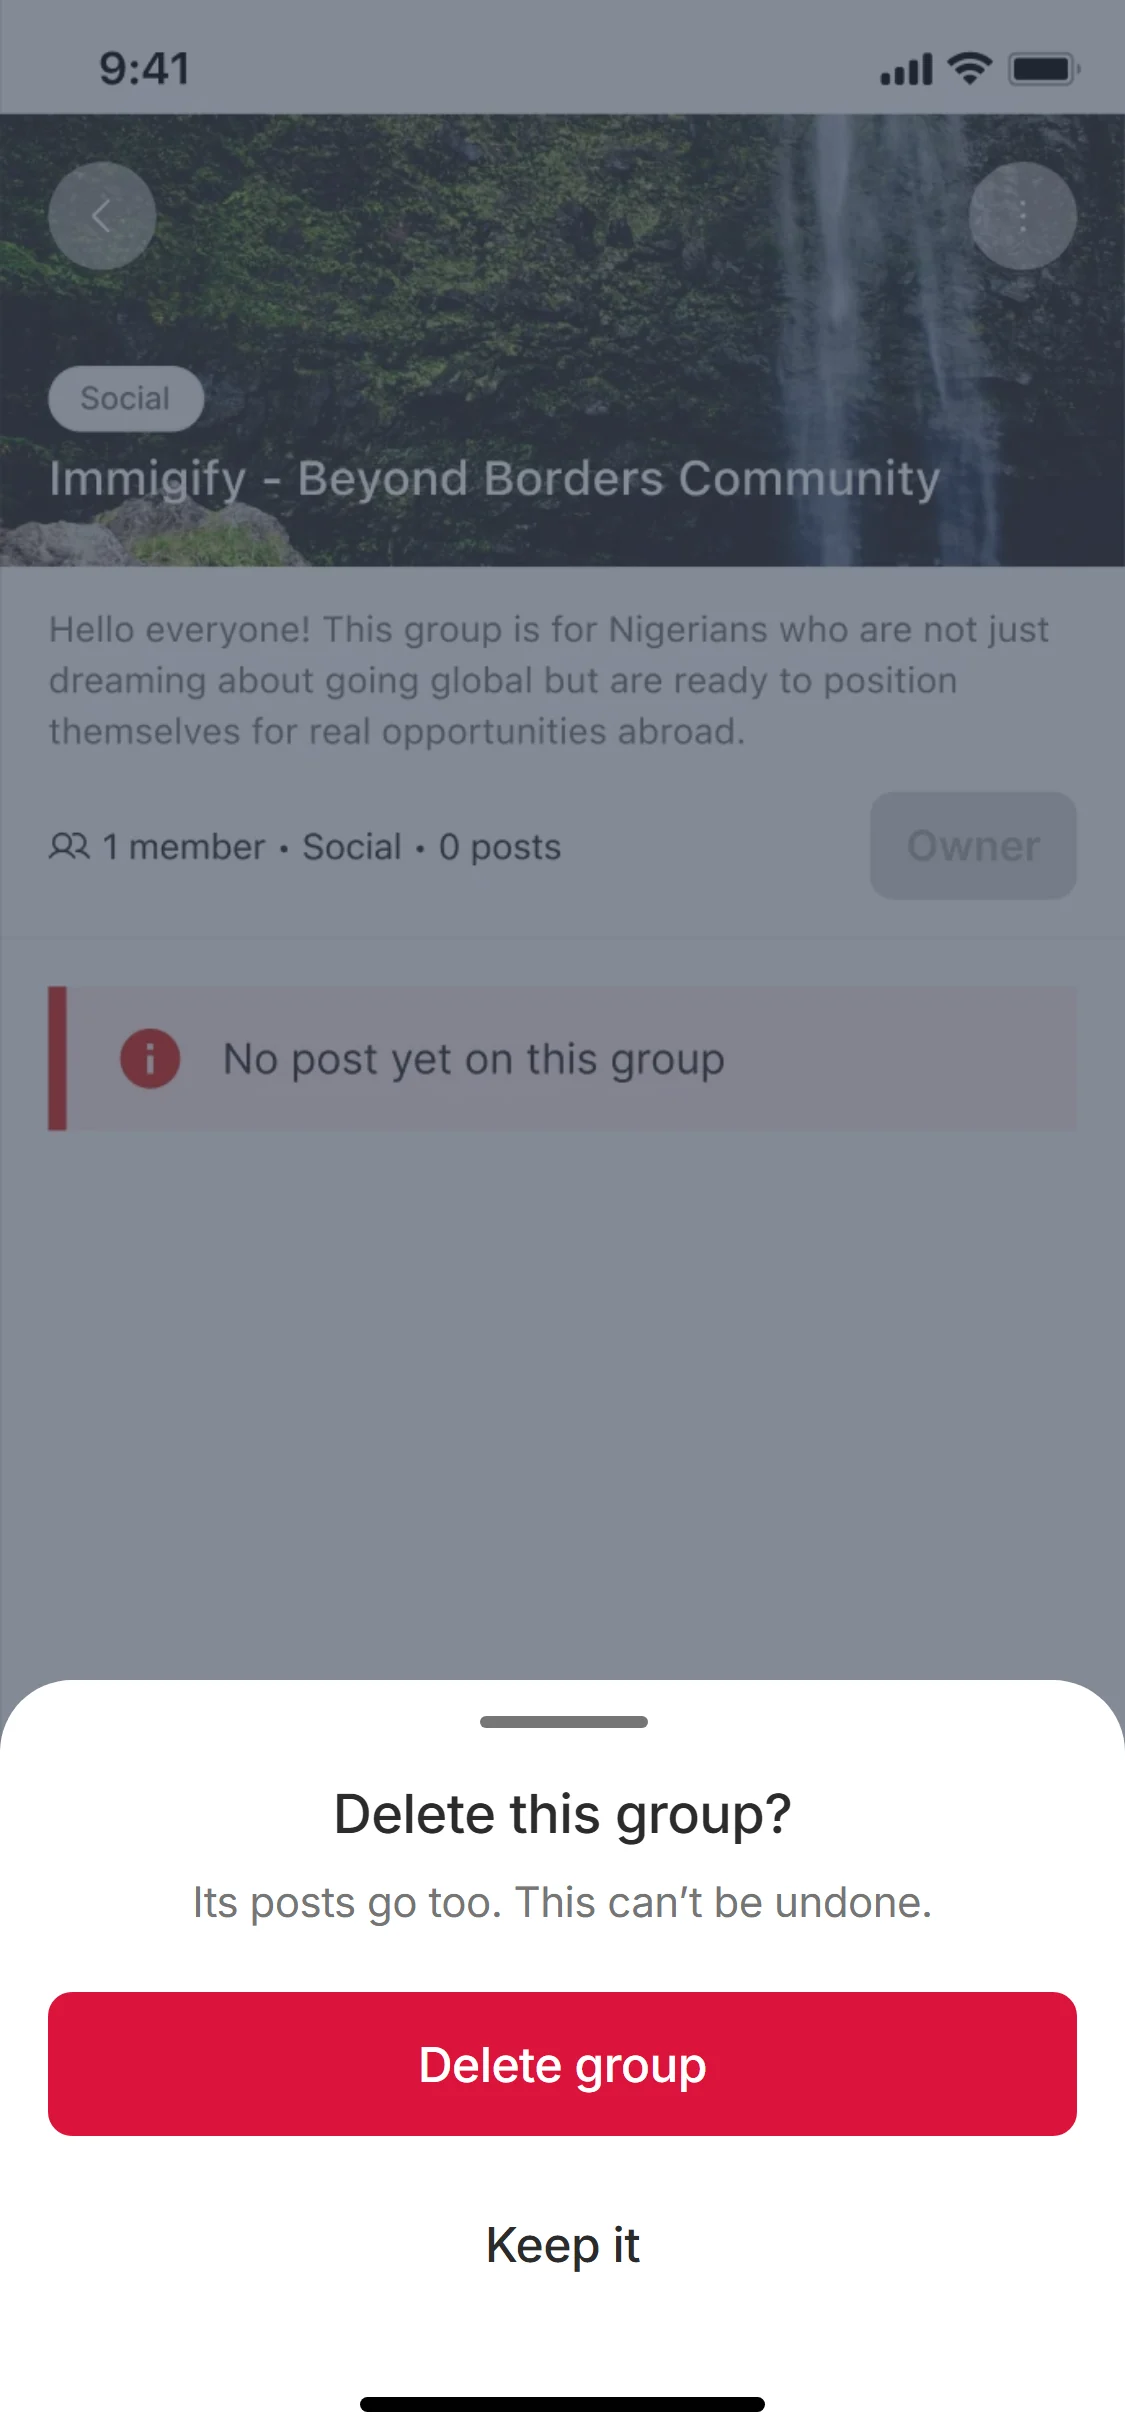 9:41
Social
Immigify - Beyond Borders Community
Hello everyone! This group is for Nigerians who are not just
dreaming about going global but are ready to position
themselves for real opportunities abroad.
1 member • Social • 0 posts
Owner
No post yet on this group
Delete this group?
Its posts go too. This can’t be undone.
Delete group
Keep it